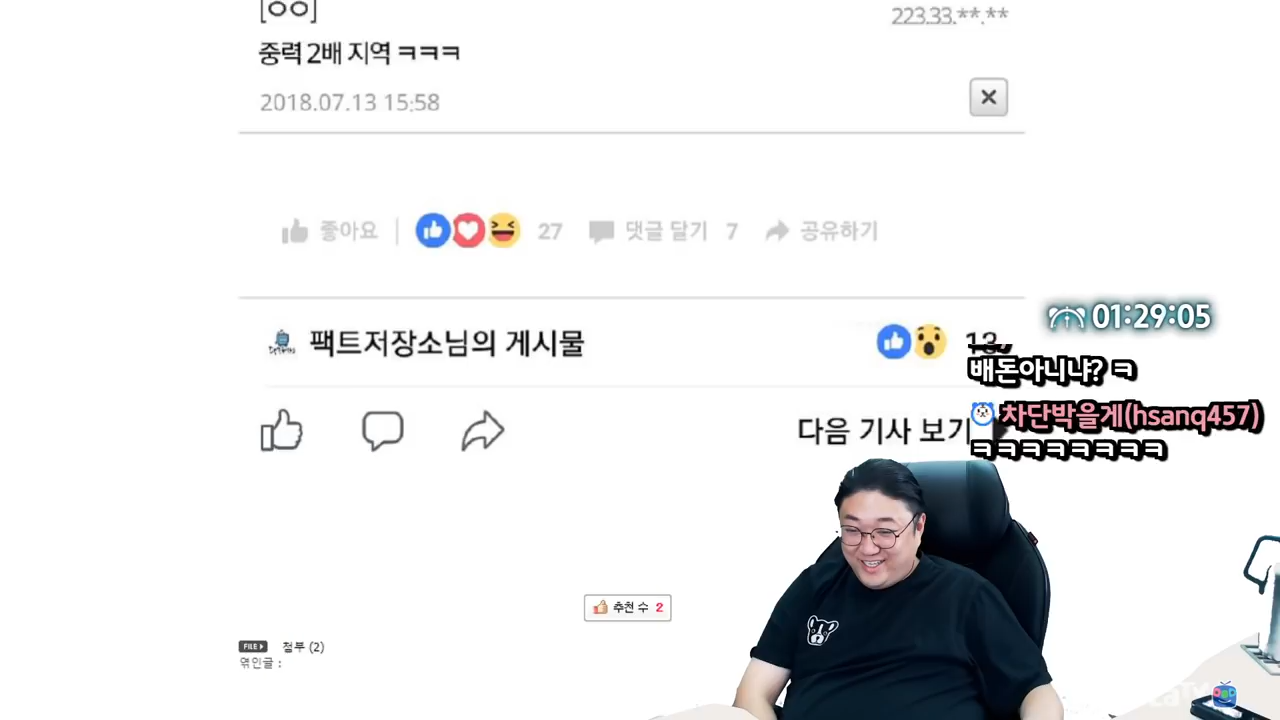 [ㅇㅇ]
223.33.**.**
중력 2배 지역 ㅋㅋㅋ
2018.07.13 15:58
좋아요
27
댓글 달기 7
공유하기
팩트저장소님의 게시물
13
01:29:05
배돈아니냐? ㅋ
차단박을게(hsanq457)
ㅋㅋㅋㅋㅋㅋㅋㅋ
다음 기사 보기
추천 수 2
FILE
첨부 (2)
엮인글 :